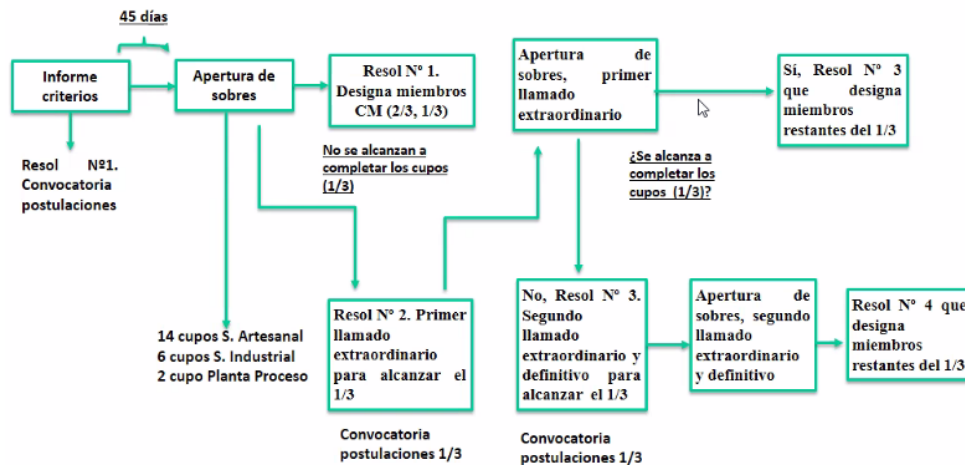 45 días
Informe
criterios
Apertura de
sobres
Resol N° 1.
Designa miembros
CM (2/3, 1/3)
Apertura de
sobres, primer
llamado
extraordinario
Sí, Resol N° 3
que designa
miembros
restantes del 1/3
Resol Nº1.
Convocatoria
postulaciones
No se alcanzan a
completar los cupos
(1/3)
¿Se alcanza a
completar los
cupos (1/3)?
14 cupos S. Artesanal
6 cupos S. Industrial
2 cupo Planta Proceso
Resol N° 2. Primer
llamado
extraordinario
para alcanzar el
1/3
No, Resol N° 3.
Segundo
llamado
extraordinario y
definitivo para
alcanzar el 1/3
Apertura de
sobres, segundo
llamado
extraordinario
y definitivo
Resol N° 4 que
designa
miembros
restantes del 1/3
Convocatoria
postulaciones 1/3
Convocatoria
postulaciones 1/3